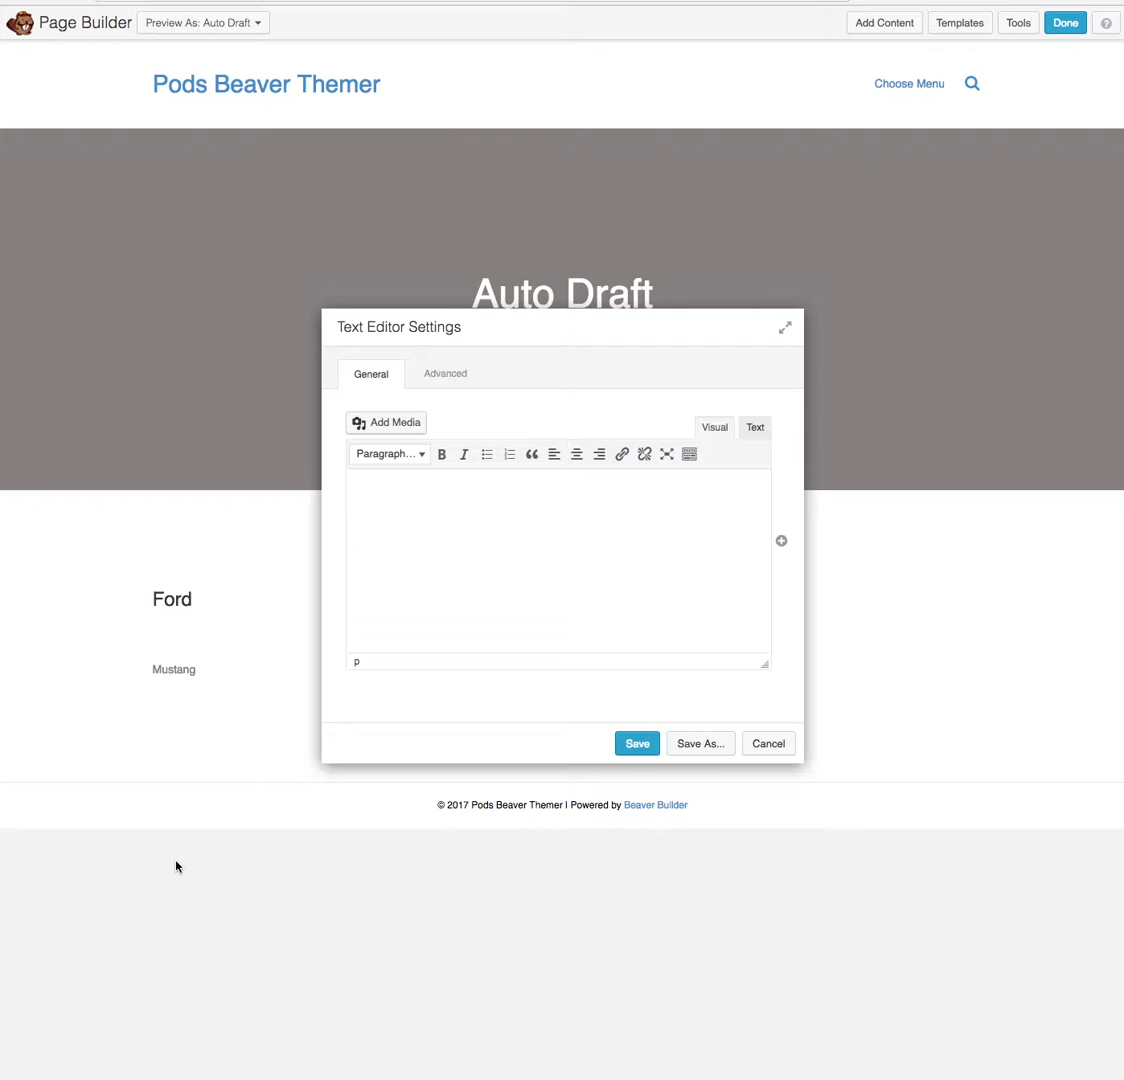 Page Builder Preview As: Auto Draft Add Content Templates Tools Done
Pods Beaver Themer Choose Menu
Auto Draft
Text Editor Settings
General Advanced
Add Media Visual Text
Paragraph... B I
p
Ford
Mustang
Save Save As... Cancel
© 2017 Pods Beaver Themer | Powered by Beaver Builder